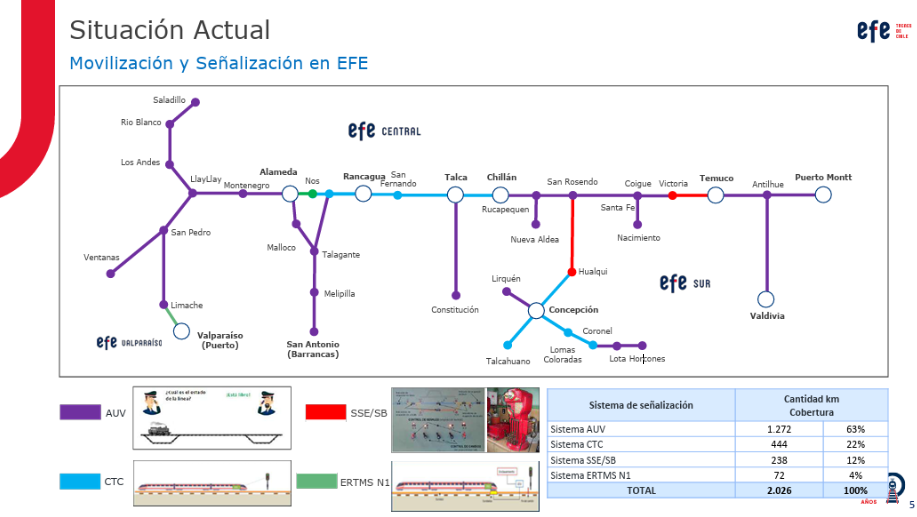 Situación Actual
efe TRENES DE CHILE
Movilización y Señalización en EFE
Saladillo
Rio Blanco
efe CENTRAL
Los Andes
LlayLlay
Montenegro
Alameda
Nos
Rancagua
San Fernando
Talca
Chillán
San Rosendo
Coigue
Victoria
Temuco
Antilhue
Puerto Montt
Rucapequen
Santa Fe
San Pedro
Malloco
Talagante
Nueva Aldea
Nacimiento
Ventanas
Hualqui
Lirquén
efe SUR
Melipilla
Limache
Constitución
Concepción
Valdivia
efe VALPARAÍSO
Valparaíso
(Puerto)
San Antonio
(Barrancas)
Coronel
Talcahuano
Lomas
Coloradas
Lota
Horcones
AUV
¿Cuál es el estado
de la línea?
SSE/SB
CTC
ERTMS N1
Sistema de señalización
Cantidad km
Cobertura
Sistema AUV 1.272 63%
Sistema CTC 444 22%
Sistema SSE/SB 238 12%
Sistema ERTMS N1 72 4%
TOTAL 2.026 100%
AÑOS
5